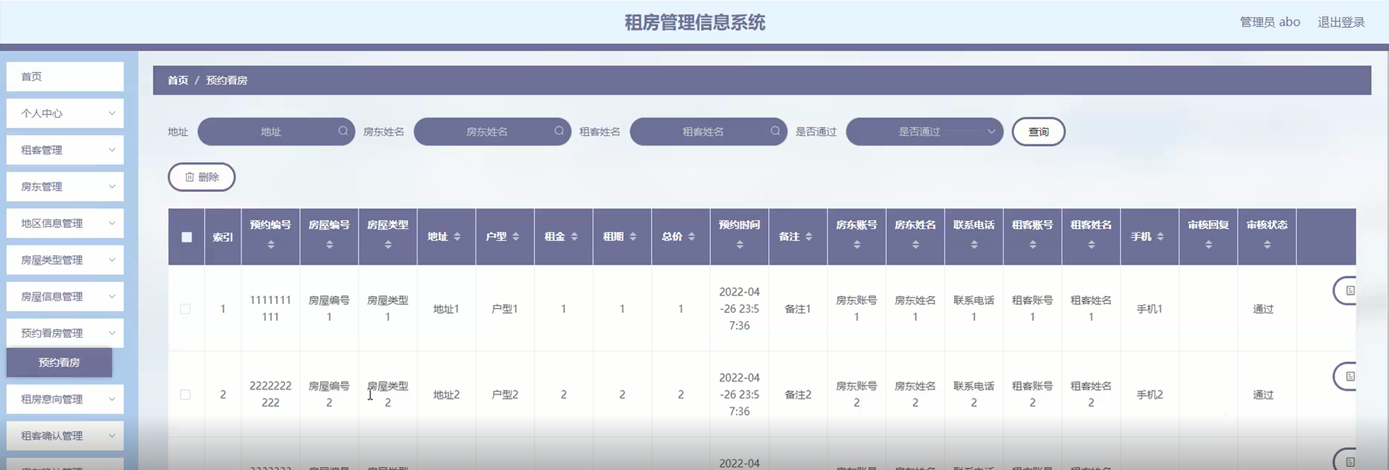 租房管理信息系统
管理员 abo 退出登录
首页
个人中心
租客管理
房东管理
地区信息管理
房屋类型管理
房屋信息管理
预约看房管理
预约看房
租房意向管理
租客确认管理
首页 / 预约看房
地址 地址 房东姓名 房东姓名 租客姓名 租客姓名 是否通过 是否通过 查询
删除
索引 预约编号 房屋编号 房屋类型 地址 户型 租金 租期 总价 预约时间 备注 房东账号 房东姓名 联系电话 租客账号 租客姓名 手机 审核回复 审核状态
1 1111111111 房屋编号1 房屋类型1 地址1 户型1 1 1 1 2022-04-26 23:57:36 备注1 房东账号1 房东姓名1 联系电话1 租客账号1 租客姓名1 手机1 通过
2 2222222222 房屋编号2 房屋类型2 地址2 户型2 2 2 2 2022-04-26 23:57:36 备注2 房东账号2 房东姓名2 联系电话2 租客账号2 租客姓名2 手机2 通过
2022-04